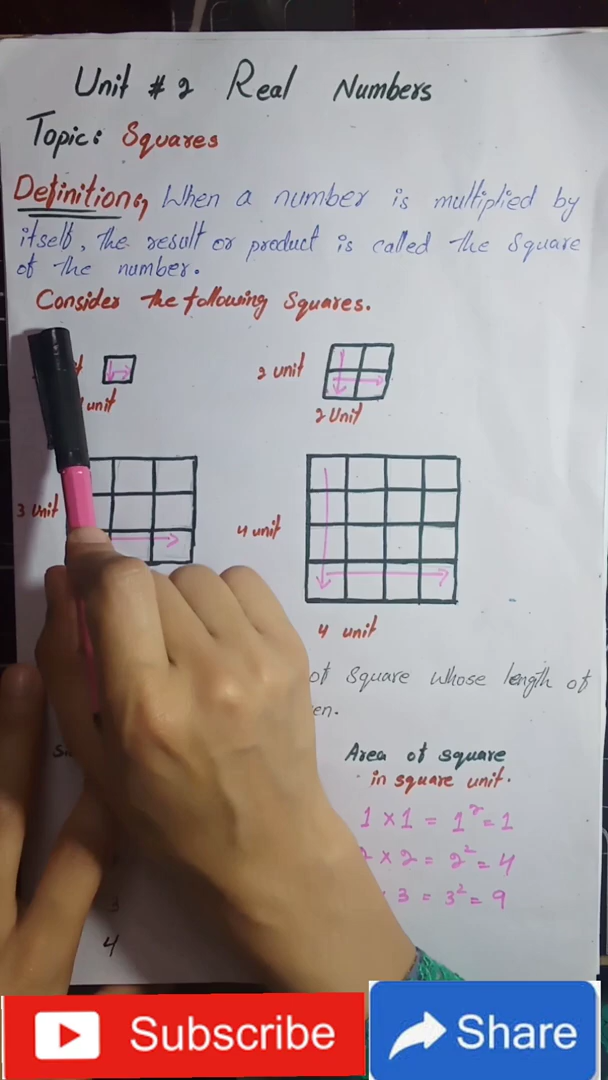 Unit # 2 Real Numbers
Topic: Squares
Definition, When a number is multiplied by
itself, the result or product is called the square
of the number.
Consider the following Squares.
2 unit
unit
2 Unit
3 Unit
4 unit
4 unit
of square whose length of
Area of square
in square unit.
1 × 1 = 1² = 1
× 2 = 2² = 4
3 = 3² = 9
3
4
Subscribe
Share